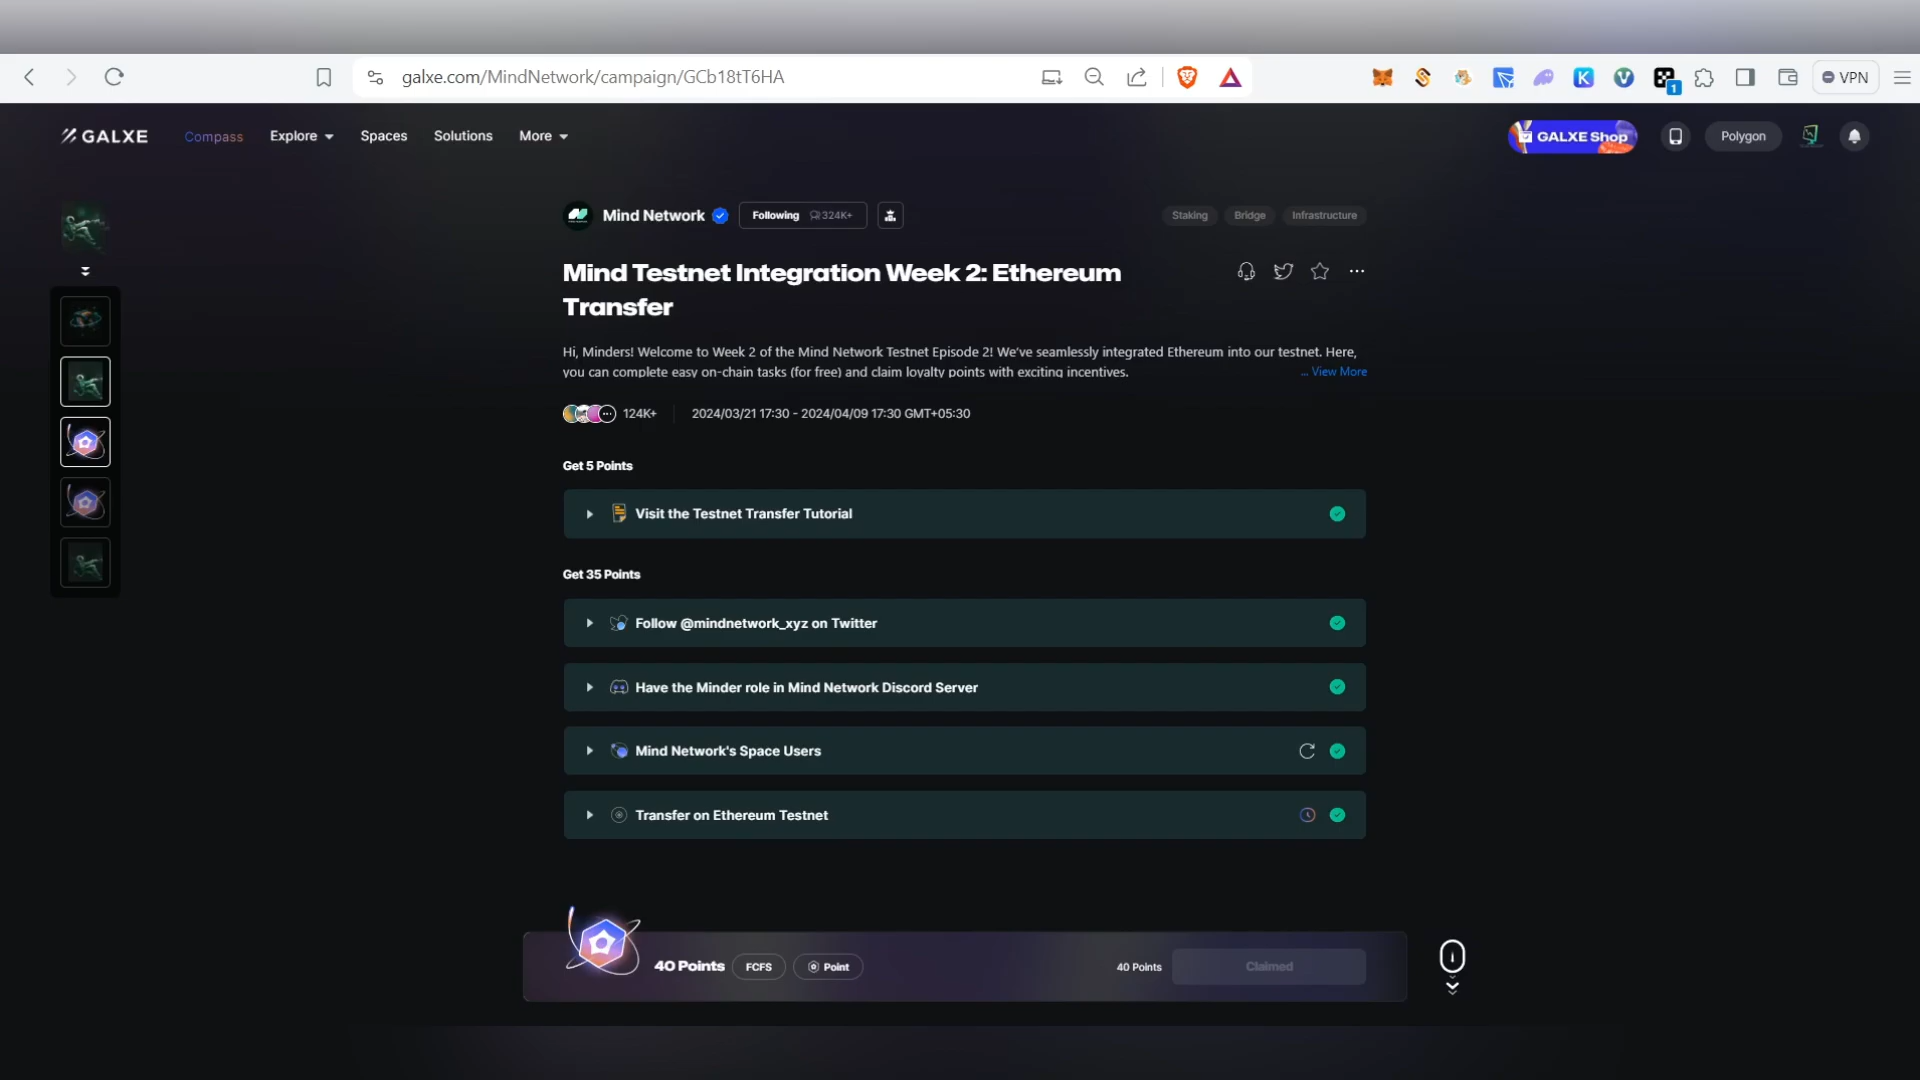 galxe.com/MindNetwork/campaign/GCb18tT6HA
1
VPN
GALXE
Compass
Explore
Spaces
Solutions
More
GALXE Shop
Polygon
Mind Network
Following
324K+
Staking
Bridge
Infrastructure
Mind Testnet Integration Week 2: Ethereum
Transfer
Hi, Minders! Welcome to Week 2 of the Mind Network Testnet Episode 2! We've seamlessly integrated Ethereum into our testnet. Here,
you can complete easy on-chain tasks (for free) and claim loyalty points with exciting incentives.
... View More
124K+
2024/03/21 17:30 - 2024/04/09 17:30 GMT+05:30
Get 5 Points
Visit the Testnet Transfer Tutorial
Get 35 Points
Follow @mindnetwork_xyz on Twitter
Have the Minder role in Mind Network Discord Server
Mind Network's Space Users
Transfer on Ethereum Testnet
40 Points
FCFS
Point
40 Points
Claimed